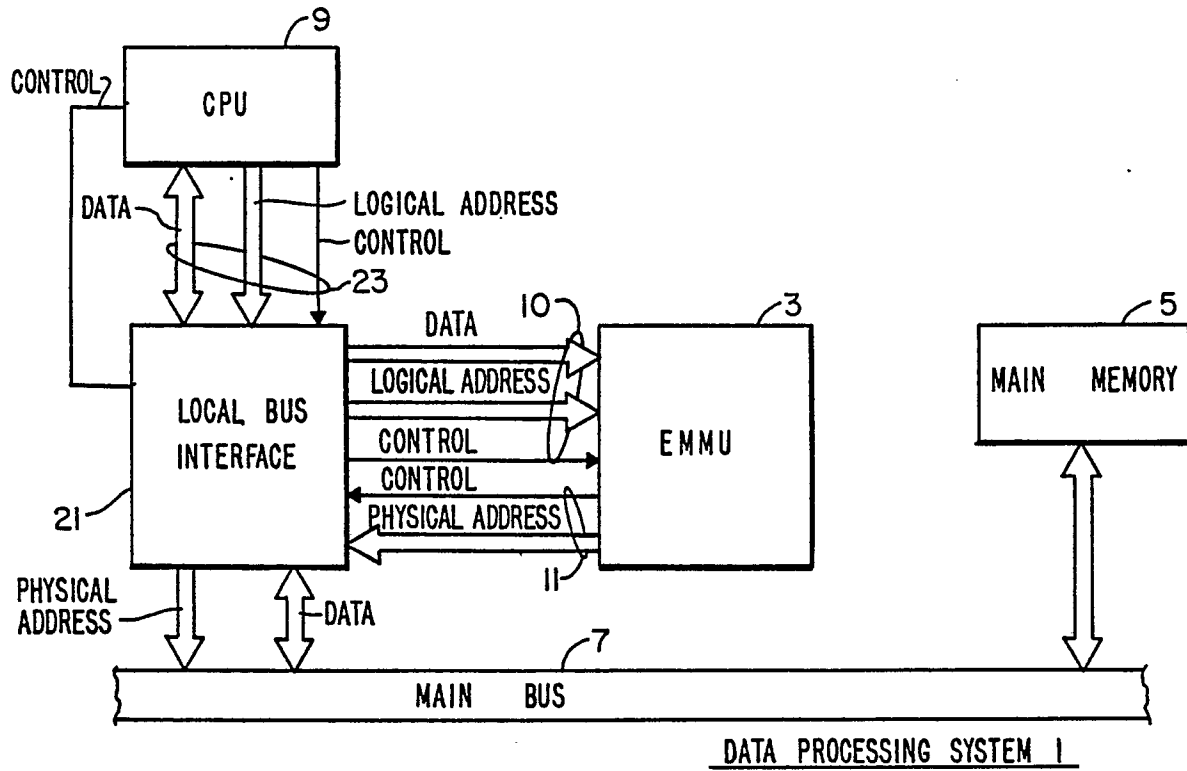 9
CONTROL
CPU
DATA
LOGICAL ADDRESS
CONTROL
23
10
3
5
DATA
LOGICAL ADDRESS
CONTROL
CONTROL
PHYSICAL ADDRESS
LOCAL BUS
INTERFACE
EMMU
MAIN MEMORY
21
11
PHYSICAL
ADDRESS
DATA
7
MAIN BUS
DATA PROCESSING SYSTEM 1